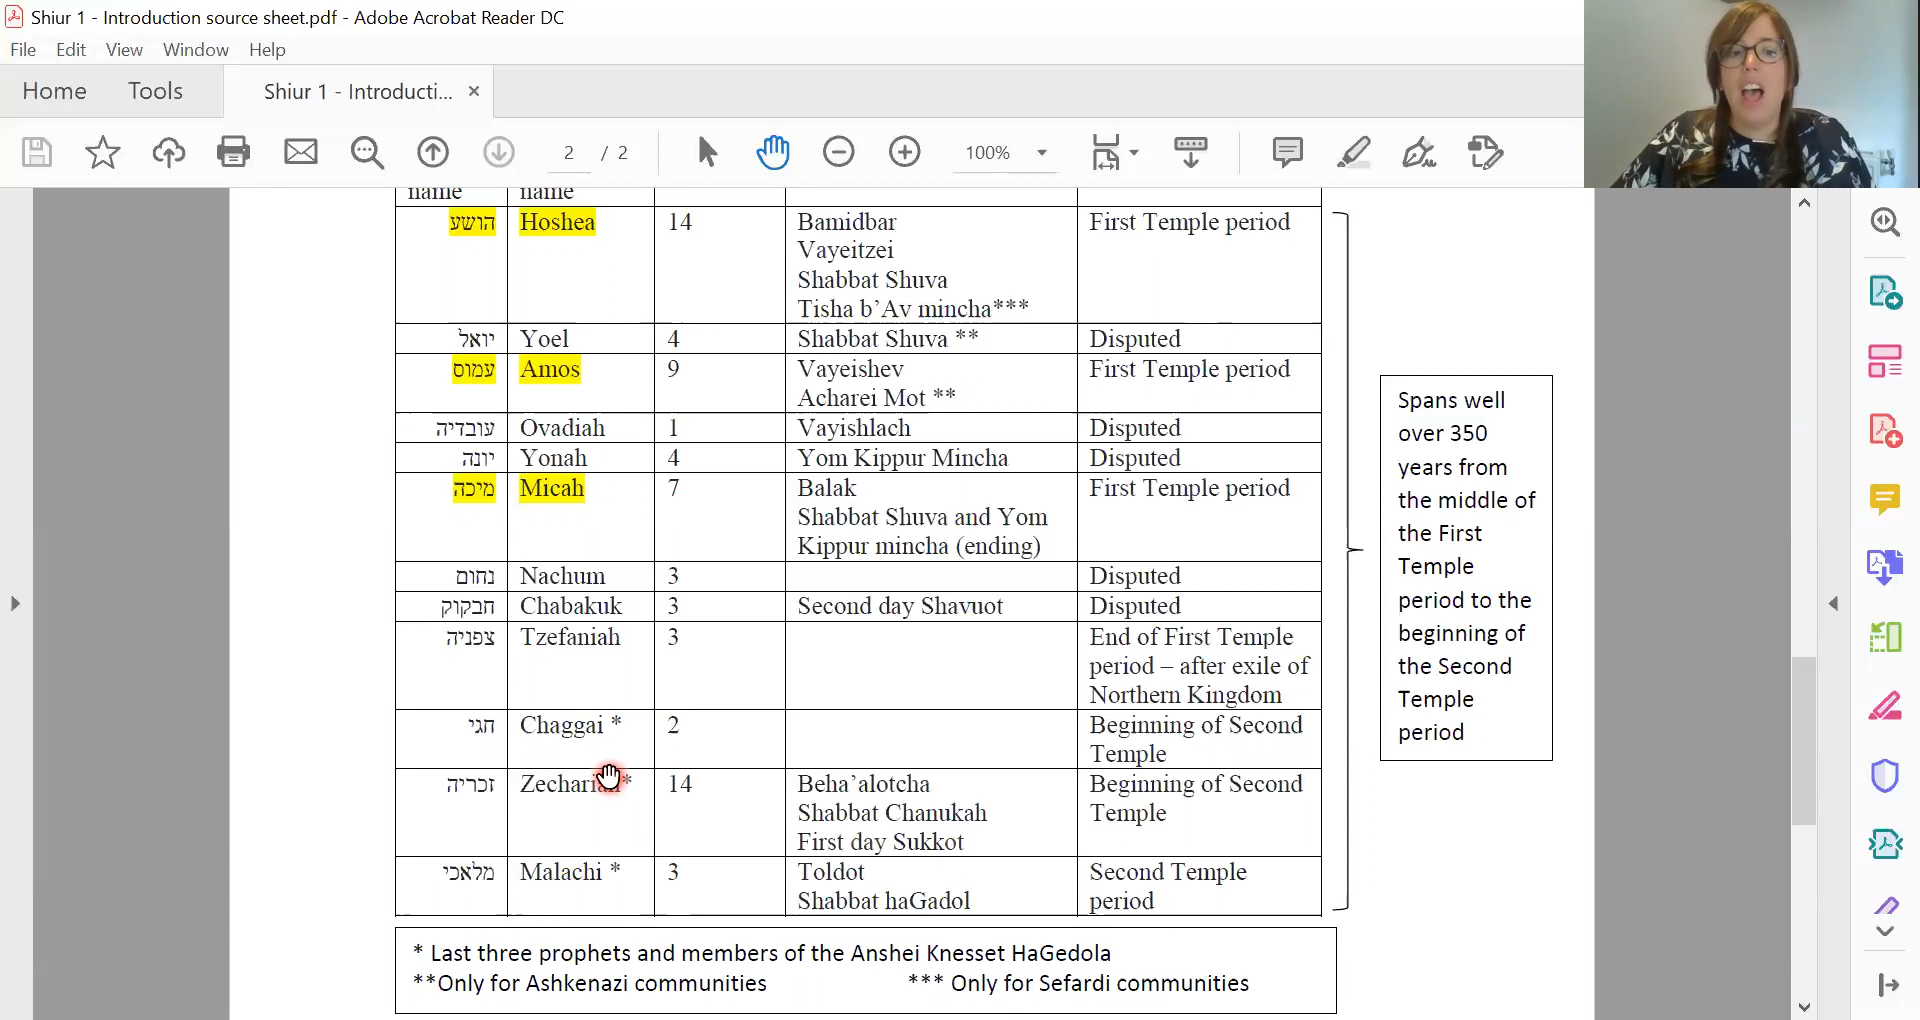 Shiur 1 - Introduction source sheet.pdf - Adobe Acrobat Reader DC
File Edit View Window Help
Home Tools Shiur 1 - Introducti... ×
2 / 2 100%
name name
הושע Hoshea 14 Bamidbar First Temple period
Vayeitzei
Shabbat Shuva
Tisha b’Av mincha***
יואל Yoel 4 Shabbat Shuva ** Disputed
עמוס Amos 9 Vayeishev First Temple period
Acharei Mot **
עובדיה Ovadiah 1 Vayishlach Disputed
יונה Yonah 4 Yom Kippur Mincha Disputed
מיכה Micah 7 Balak First Temple period
Shabbat Shuva and Yom
Kippur mincha (ending)
נחום Nachum 3 Disputed
חבקוק Chabakuk 3 Second day Shavuot Disputed
צפניה Tzefaniah 3 End of First Temple
period – after exile of
Northern Kingdom
חגי Chaggai * 2 Beginning of Second
Temple
זכריה Zechariah * 14 Beha’alotcha Beginning of Second
Shabbat Chanukah Temple
First day Sukkot
מלאכי Malachi * 3 Toldot Second Temple
Shabbat haGadol period
Spans well
over 350
years from
the middle of
the First
Temple
period to the
beginning of
the Second
Temple
period
* Last three prophets and members of the Anshei Knesset HaGedola
**Only for Ashkenazi communities *** Only for Sefardi communities